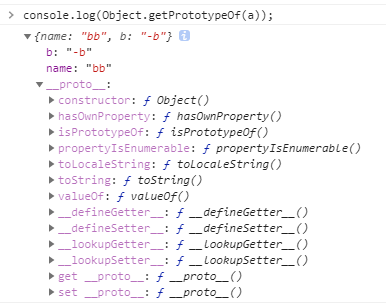 > console.log(Object.getPrototypeOf(a));
▼ {name: "bb", b: "-b"} i
b: "-b"
name: "bb"
▼ __proto__:
▶ constructor: ƒ Object()
▶ hasOwnProperty: ƒ hasOwnProperty()
▶ isPrototypeOf: ƒ isPrototypeOf()
▶ propertyIsEnumerable: ƒ propertyIsEnumerable()
▶ toLocaleString: ƒ toLocaleString()
▶ toString: ƒ toString()
▶ valueOf: ƒ valueOf()
▶ __defineGetter__: ƒ __defineGetter__()
▶ __defineSetter__: ƒ __defineSetter__()
▶ __lookupGetter__: ƒ __lookupGetter__()
▶ __lookupSetter__: ƒ __lookupSetter__()
▶ get __proto__: ƒ __proto__()
▶ set __proto__: ƒ __proto__()